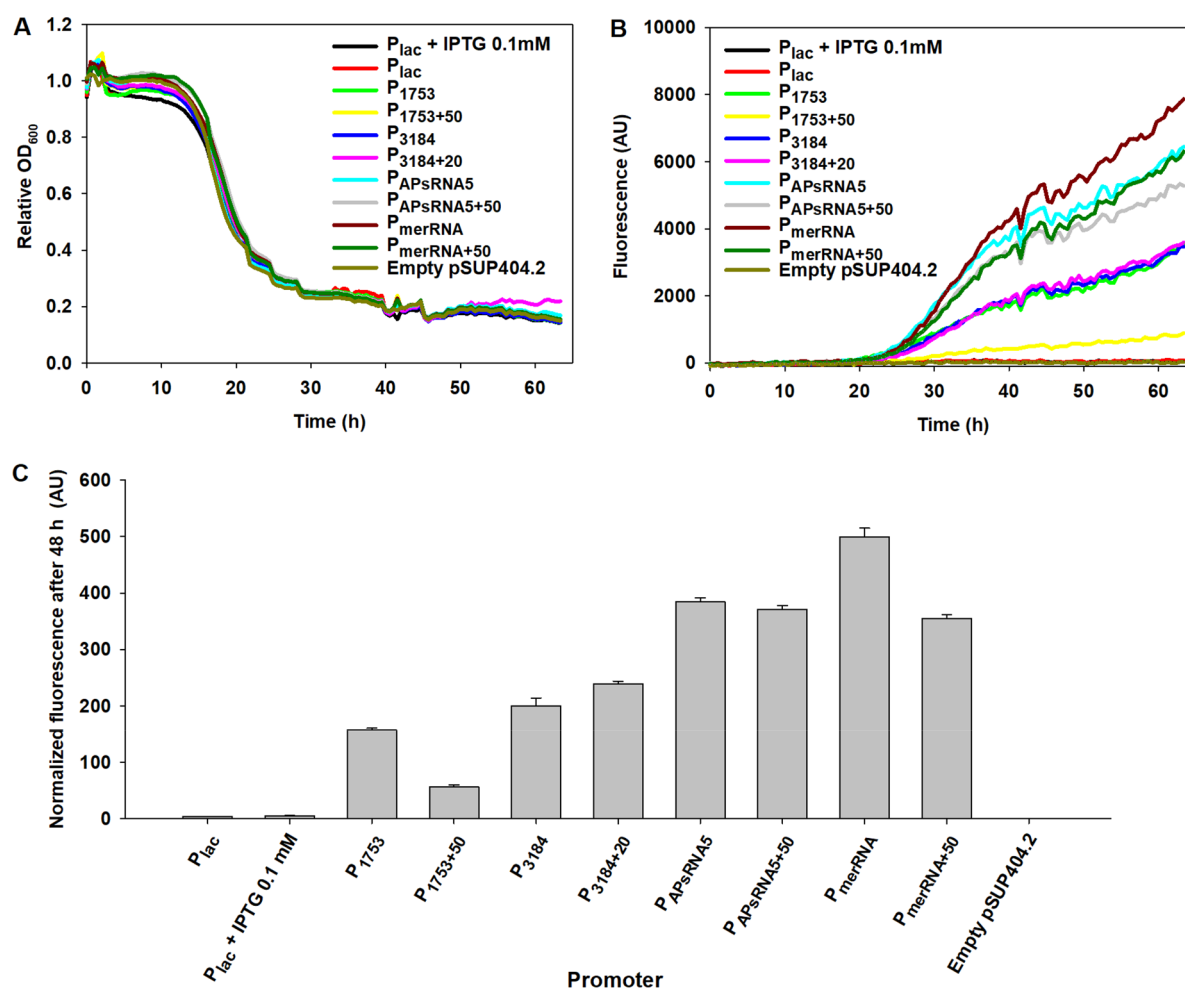 A
Relative OD600
1.2
1.0
0.8
0.6
0.4
0.2
0.0
0 10 20 30 40 50 60
Time (h)
Plac + IPTG 0.1mM
Plac
P1753
P1753+50
P3184
P3184+20
PAPsRNA5
PAPsRNA5+50
PmerRNA
PmerRNA+50
Empty pSUP404.2
B
Fluorescence (AU)
10000
8000
6000
4000
2000
0
0 10 20 30 40 50 60
Time (h)
Plac + IPTG 0.1mM
Plac
P1753
P1753+50
P3184
P3184+20
PAPsRNA5
PAPsRNA5+50
PmerRNA
PmerRNA+50
Empty pSUP404.2
C
Normalized fluorescence after 48 h (AU)
600
500
400
300
200
100
0
Plac
Plac + IPTG 0.1 mM
P1753
P1753+50
P3184
P3184+20
PAPsRNA5
PAPsRNA5+50
PmerRNA
PmerRNA+50
Empty pSUP404.2
Promoter